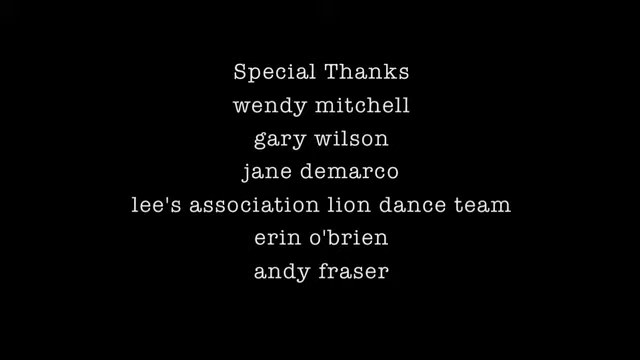 Special Thanks
wendy mitchell
gary wilson
jane demarco
lee's association lion dance team
erin o'brien
andy fraser